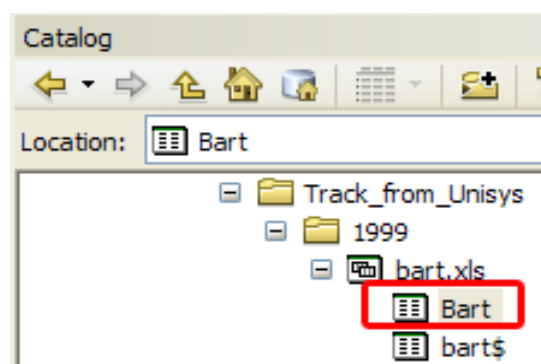 Catalog
Location: Bart
Track_from_Unisys
1999
bart.xls
Bart
bart$